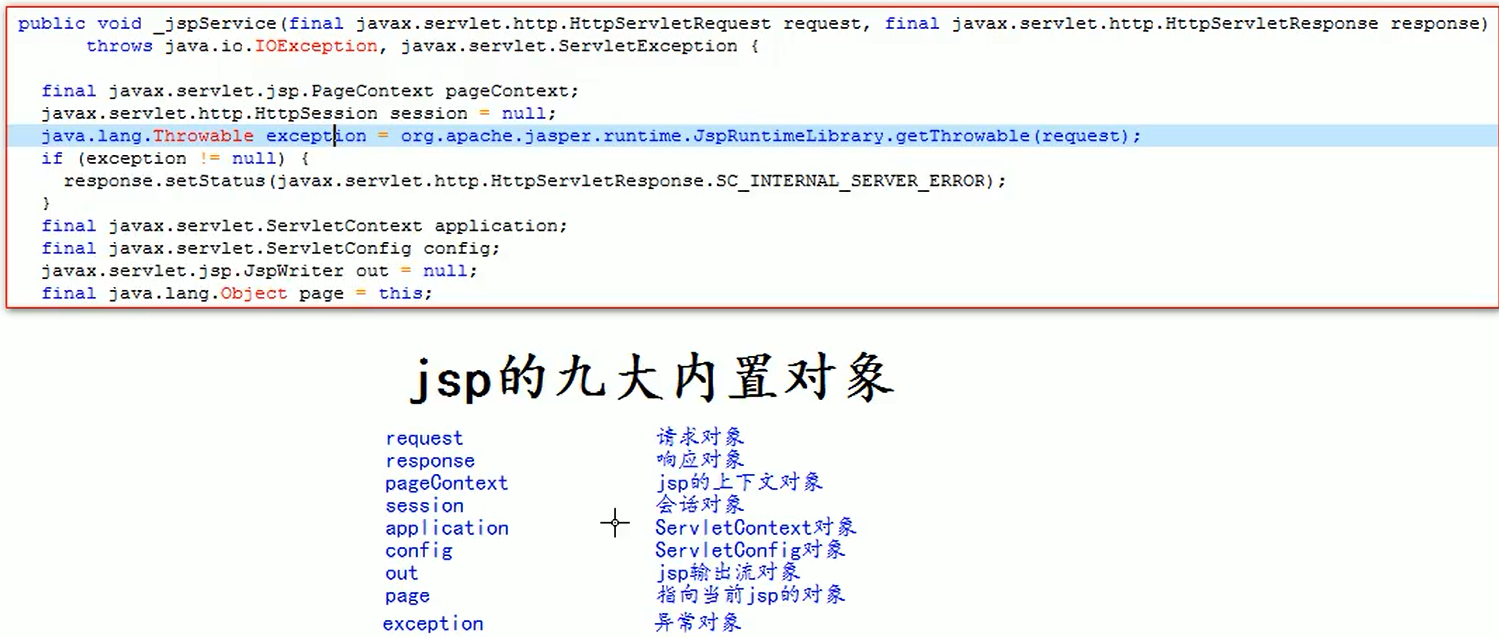 public void _jspService(final javax.servlet.http.HttpServletRequest request, final javax.servlet.http.HttpServletResponse response)
throws java.io.IOException, javax.servlet.ServletException {
final javax.servlet.jsp.PageContext pageContext;
javax.servlet.http.HttpSession session = null;
java.lang.Throwable exception = org.apache.jasper.runtime.JspRuntimeLibrary.getThrowable(request);
if (exception != null) {
response.setStatus(javax.servlet.http.HttpServletResponse.SC_INTERNAL_SERVER_ERROR);
}
final javax.servlet.ServletContext application;
final javax.servlet.ServletConfig config;
javax.servlet.jsp.JspWriter out = null;
final java.lang.Object page = this;
jsp的九大内置对象
request 请求对象
response 响应对象
pageContext jsp的上下文对象
session 会话对象
application ServletContext对象
config ServletConfig对象
out jsp输出流对象
page 指向当前jsp的对象
exception 异常对象